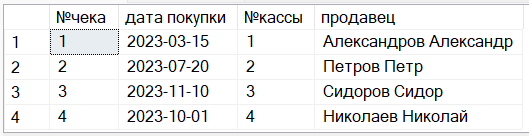 №чека дата покупки №кассы продавец
1 1 2023-03-15 1 Александров Александр
2 2 2023-07-20 2 Петров Петр
3 3 2023-11-10 3 Сидоров Сидор
4 4 2023-10-01 4 Николаев Николай